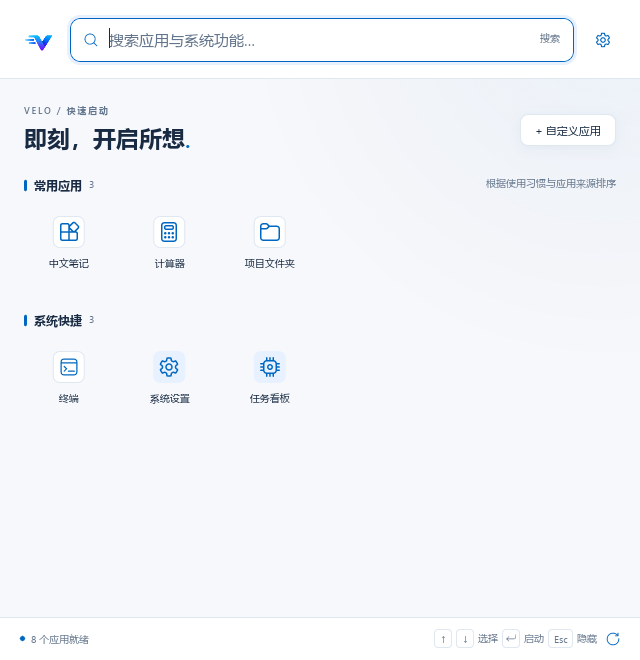 搜索应用与系统功能...
搜索
VELO / 快速启动
即刻，开启所想.
+ 自定义应用
常用应用 3
根据使用习惯与应用来源排序
中文笔记
计算器
项目文件夹
系统快捷 3
终端
系统设置
任务看板
8 个应用就绪
↑ ↓ 选择 ↵ 启动 Esc 隐藏